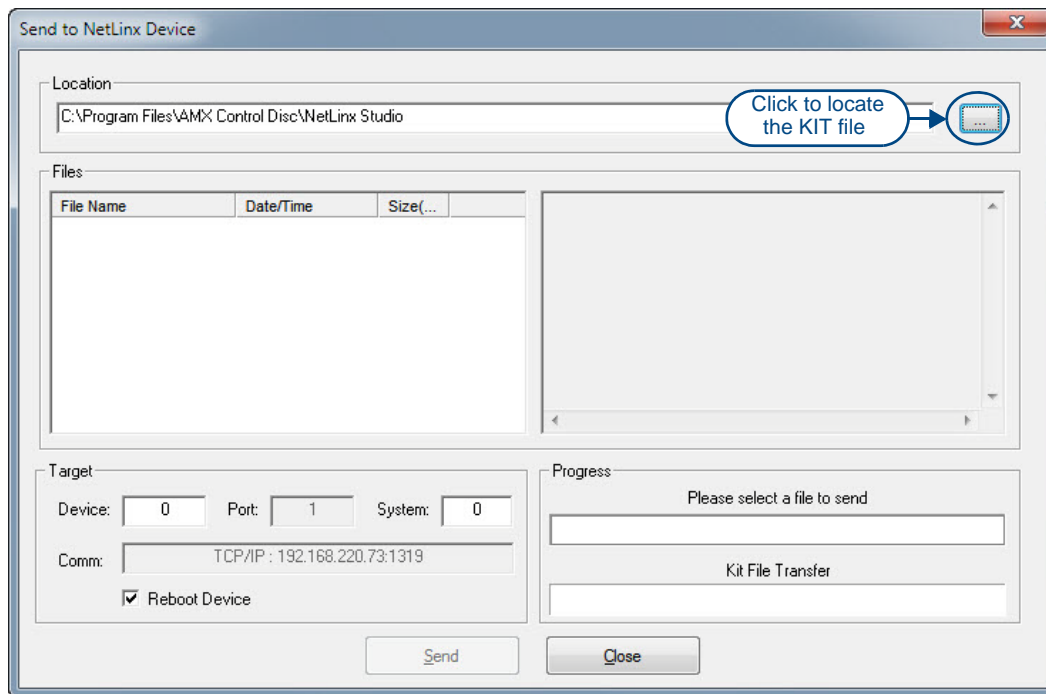 Send to NetLinx Device
Location
C:\Program Files\AMX Control Disc\NetLinx Studio
Click to locate
the KIT file
...
Files
File Name Date/Time Size(...
Target
Device: 0 Port: 1 System: 0
Comm: TCP/IP : 192.168.220.73:1319
Reboot Device
Progress
Please select a file to send
Kit File Transfer
Send Close